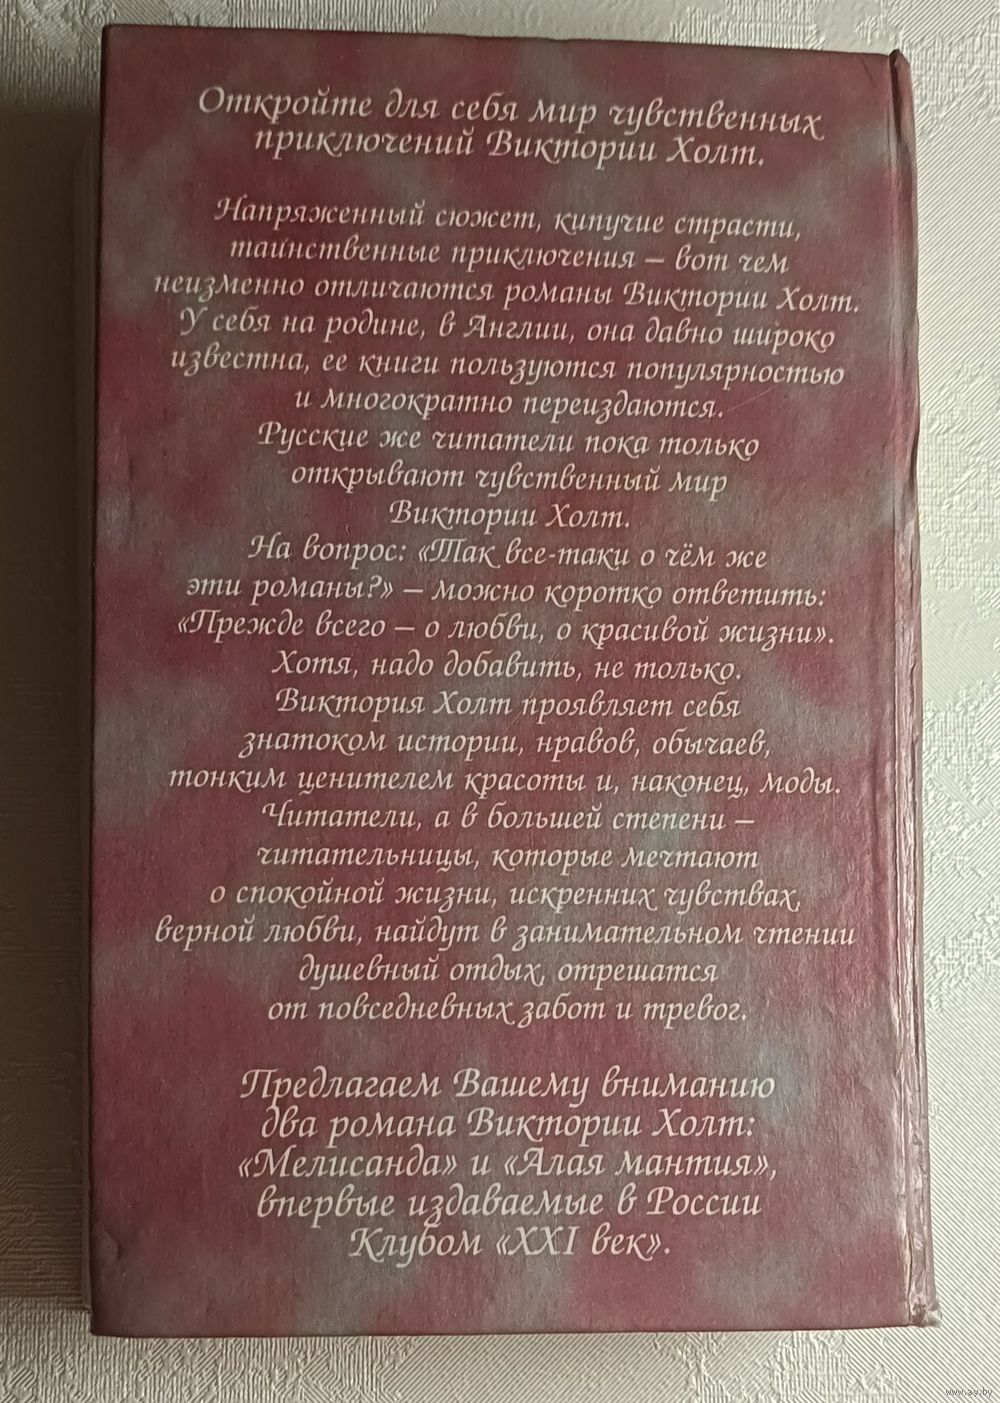 Откройте для себя мир чувственных
приключений Виктории Холт.
Напряженный сюжет, кипучие страсти,
таинственные приключения – вот чем
неизменно отличаются романы Виктории Холт.
У себя на родине, в Англии, она давно широко
известна, ее книги пользуются популярностью
и многократно переиздаются.
Русские же читатели пока только
открывают чувственный мир
Виктории Холт.
На вопрос: «Так все-таки о чём же
эти романы?» – можно коротко ответить:
«Прежде всего – о любви, о красивой жизни».
Хотя, надо добавить, не только.
Виктория Холт проявляет себя
знатоком истории, нравов, обычаев,
тонким ценителем красоты и, наконец, моды.
Читатели, а в большей степени –
читательницы, которые мечтают
о спокойной жизни, искренних чувствах,
верной любви, найдут в занимательном чтении
душевный отдых, отрешатся
от повседневных забот и тревог.
Предлагаем Вашему вниманию
два романа Виктории Холт:
«Мелисанда» и «Алая мантия»,
впервые издаваемые в России
Клубом «XXI век».
www.ay.by